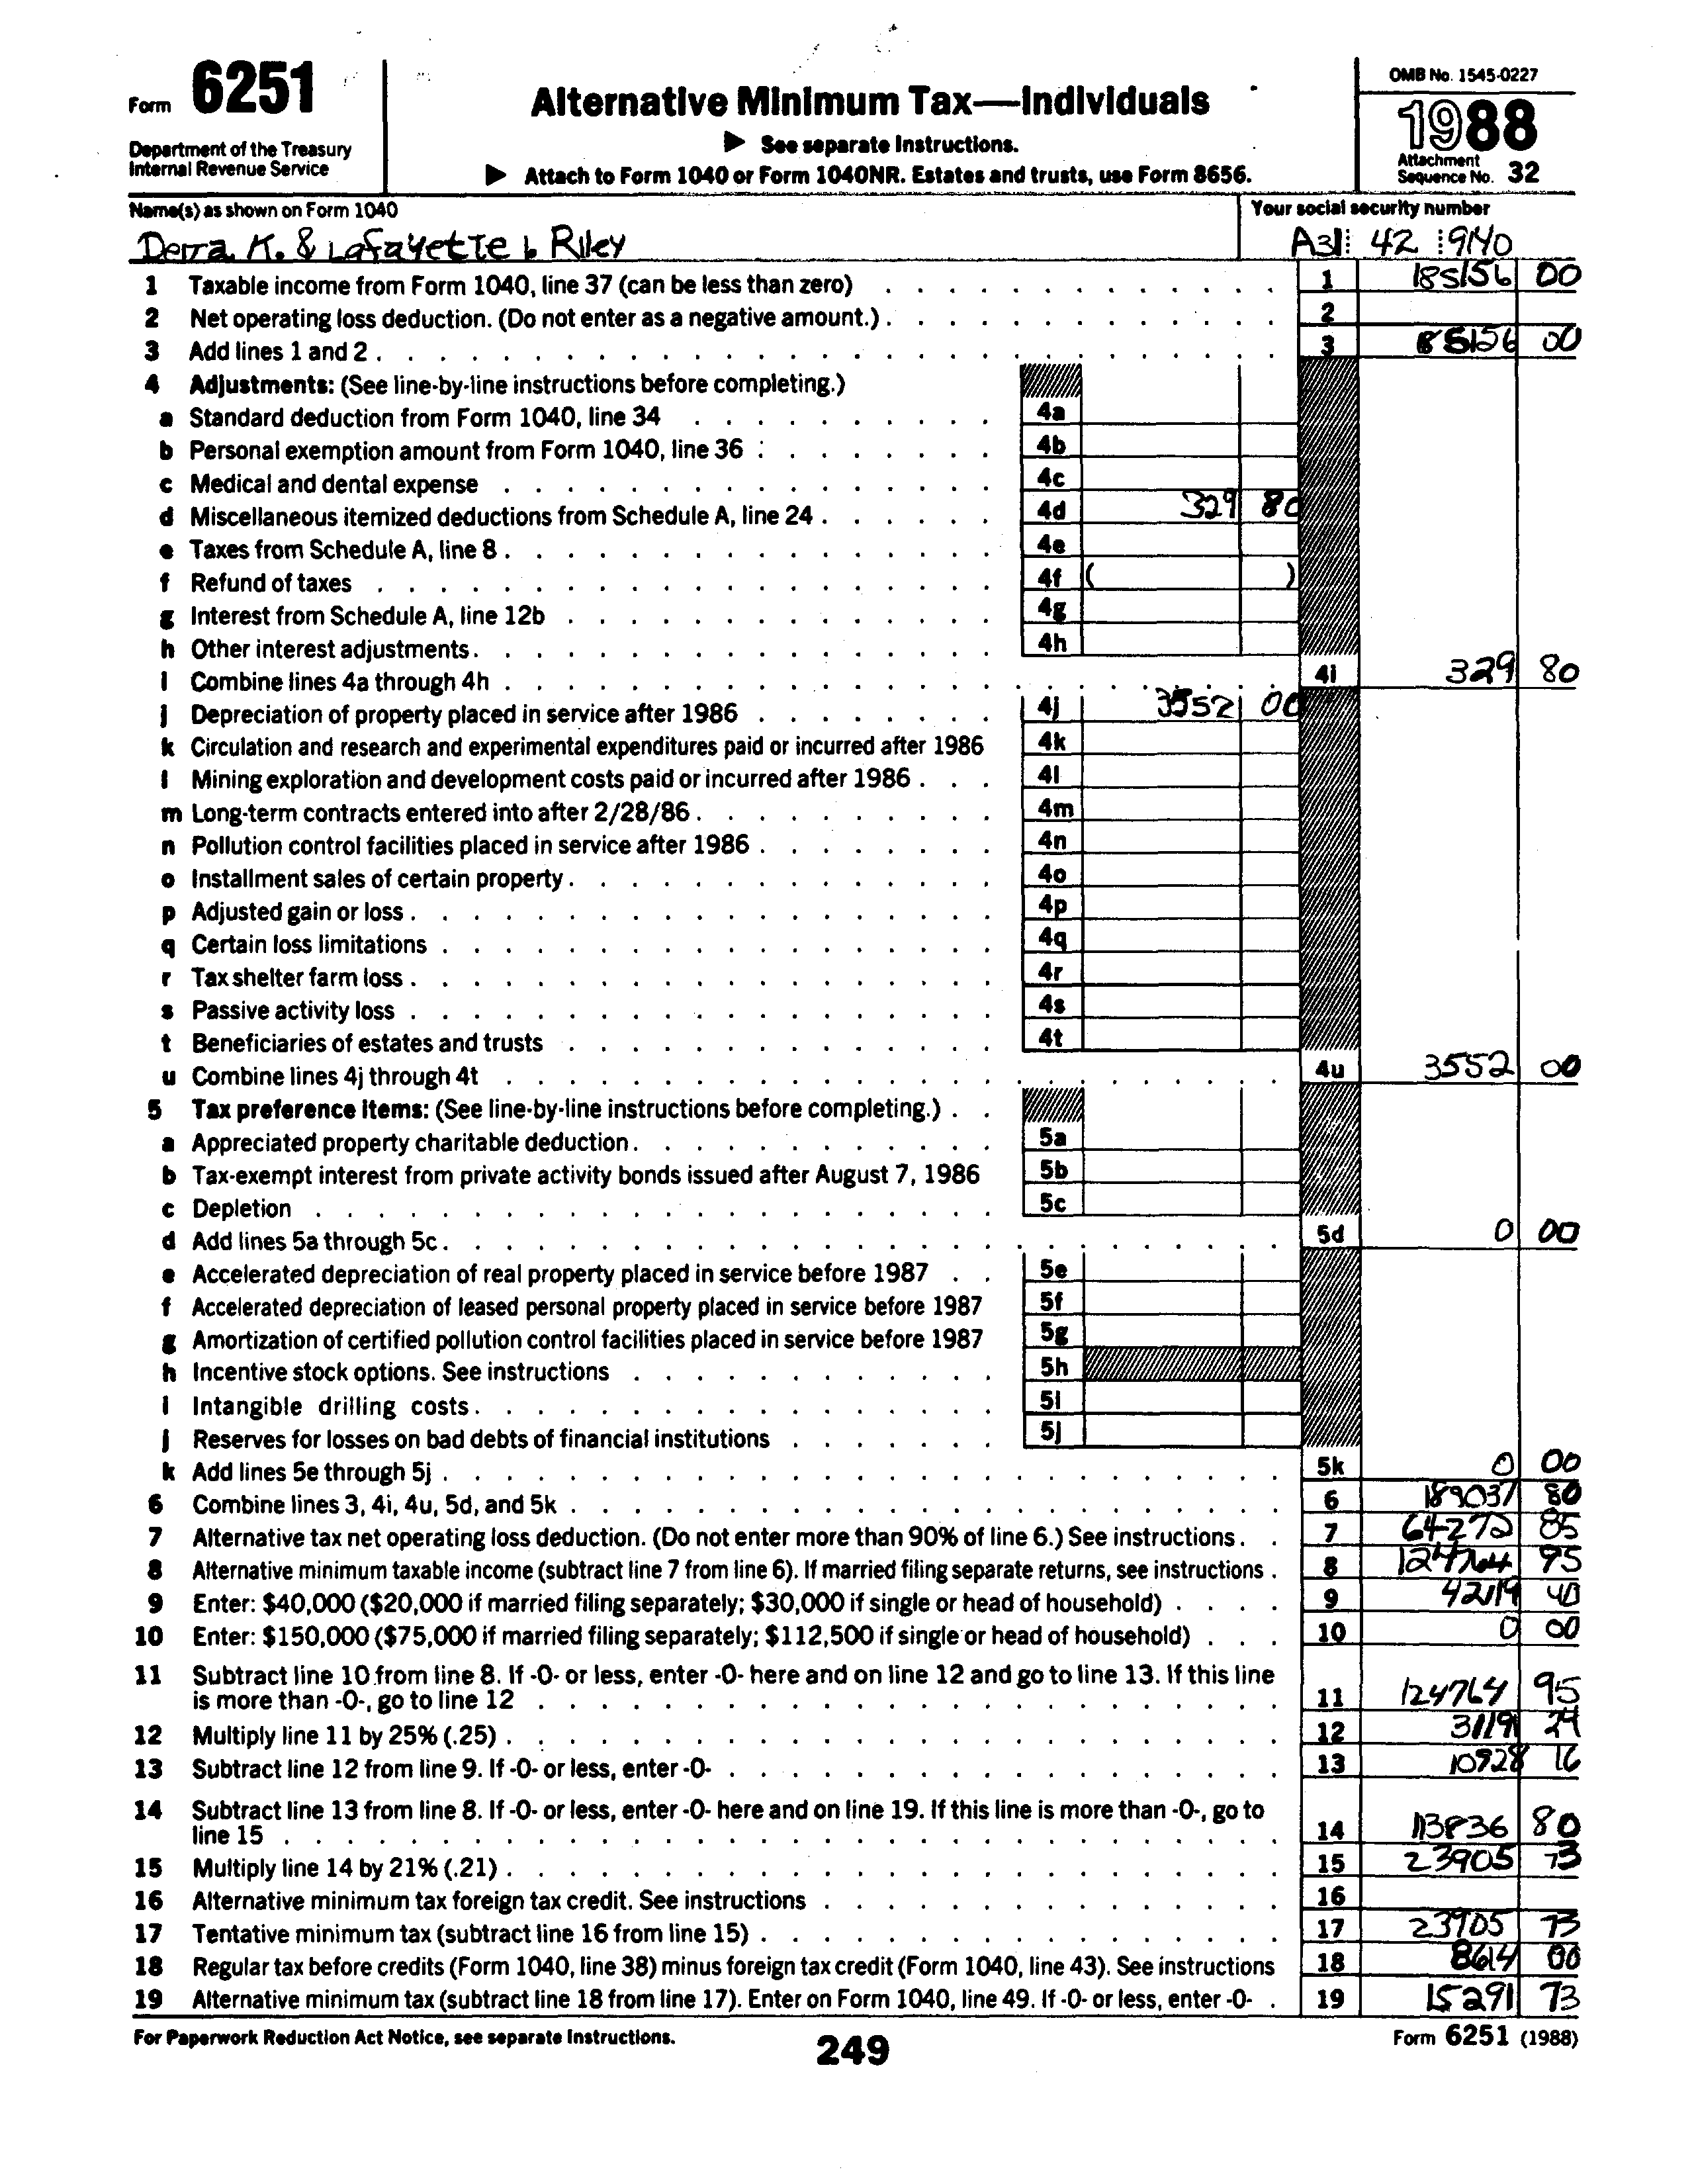 Form 6251
Department of the Treasury
Internal Revenue Service
Alternative Minimum Tax—Individuals
▶ See separate Instructions.
▶ Attach to Form 1040 or Form 1040NR. Estates and trusts, use Form 8656.
OMB No. 1545-0227
1988
Attachment
Sequence No. 32
Name(s) as shown on Form 1040
Your social security number
Derra K. & Lafayette b Riley
A31 42 9140
1 Taxable income from Form 1040, line 37 (can be less than zero) 1 185156 00
2 Net operating loss deduction. (Do not enter as a negative amount.) 2
3 Add lines 1 and 2 3 85156 00
4 Adjustments: (See line-by-line instructions before completing.)
a Standard deduction from Form 1040, line 34 4a
b Personal exemption amount from Form 1040, line 36 4b
c Medical and dental expense 4c
d Miscellaneous itemized deductions from Schedule A, line 24 4d 329 80
e Taxes from Schedule A, line 8 4e
f Refund of taxes 4f ( )
g Interest from Schedule A, line 12b 4g
h Other interest adjustments 4h
i Combine lines 4a through 4h 4i 329 80
j Depreciation of property placed in service after 1986 4j 3552 00
k Circulation and research and experimental expenditures paid or incurred after 1986 4k
l Mining exploration and development costs paid or incurred after 1986 4l
m Long-term contracts entered into after 2/28/86 4m
n Pollution control facilities placed in service after 1986 4n
o Installment sales of certain property 4o
p Adjusted gain or loss 4p
q Certain loss limitations 4q
r Tax shelter farm loss 4r
s Passive activity loss 4s
t Beneficiaries of estates and trusts 4t
u Combine lines 4j through 4t 4u 3552 00
5 Tax preference items: (See line-by-line instructions before completing.)
a Appreciated property charitable deduction 5a
b Tax-exempt interest from private activity bonds issued after August 7, 1986 5b
c Depletion 5c
d Add lines 5a through 5c 5d 0 00
e Accelerated depreciation of real property placed in service before 1987 5e
f Accelerated depreciation of leased personal property placed in service before 1987 5f
g Amortization of certified pollution control facilities placed in service before 1987 5g
h Incentive stock options. See instructions 5h
i Intangible drilling costs 5i
j Reserves for losses on bad debts of financial institutions 5j
k Add lines 5e through 5j 5k 0 00
6 Combine lines 3, 4i, 4u, 5d, and 5k 6 189037 80
7 Alternative tax net operating loss deduction. (Do not enter more than 90% of line 6.) See instructions 7 64272 85
8 Alternative minimum taxable income (subtract line 7 from line 6). If married filing separate returns, see instructions 8 124764 95
9 Enter: $40,000 ($20,000 if married filing separately; $30,000 if single or head of household) 9 42119 40
10 Enter: $150,000 ($75,000 if married filing separately; $112,500 if single or head of household) 10 0 00
11 Subtract line 10 from line 8. If -0- or less, enter -0- here and on line 12 and go to line 13. If this line
is more than -0-, go to line 12 11 124764 95
12 Multiply line 11 by 25% (.25) 12 31191 24
13 Subtract line 12 from line 9. If -0- or less, enter -0- 13 10928 16
14 Subtract line 13 from line 8. If -0- or less, enter -0- here and on line 19. If this line is more than -0-, go to
line 15 14 113836 80
15 Multiply line 14 by 21% (.21) 15 23905 73
16 Alternative minimum tax foreign tax credit. See instructions 16
17 Tentative minimum tax (subtract line 16 from line 15) 17 23905 73
18 Regular tax before credits (Form 1040, line 38) minus foreign tax credit (Form 1040, line 43). See instructions 18 8614 00
19 Alternative minimum tax (subtract line 18 from line 17). Enter on Form 1040, line 49. If -0- or less, enter -0- 19 15291 73
For Paperwork Reduction Act Notice, see separate Instructions.
249
Form 6251 (1988)